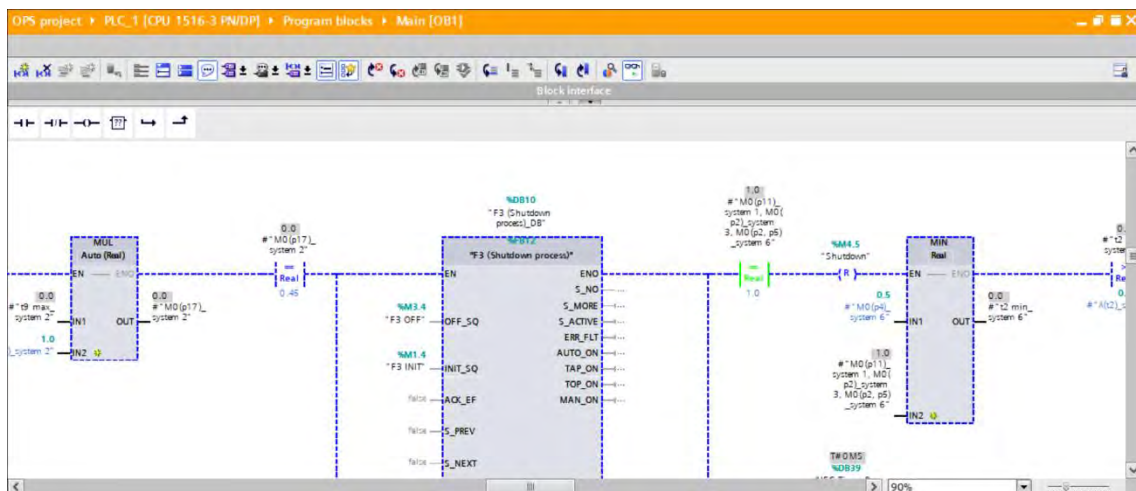 OPS project ▸ PLC_1 [CPU 1516-3 PN/DP] ▸ Program blocks ▸ Main [OB1]
Block interface
MUL
Auto (Real)
EN
ENO
0.0
#"t9 max_
system 2"
IN1
OUT
0.0
#"M0(p17)_
system 2"
1.0
)_system 2"
IN2
0.0
#"M0(p17)_
system 2"
==
Real
0.45
%DB10
"F3 (Shutdown
process)_DB"
%FB12
"F3 (Shutdown process)"
EN
ENO
S_NO
S_MORE
%M3.4
"F3 OFF"
OFF_SQ
S_ACTIVE
ERR_FLT
AUTO_ON
%M1.4
"F3 INIT"
INIT_SQ
TAP_ON
TOP_ON
false
ACK_EF
MAN_ON
false
S_PREV
false
S_NEXT
1.0
#"M0(p11)_
system 1, M0(
p2)_system
3, M0(p2, p5)
_system 6"
==
Real
1.0
%M4.5
"Shutdown"
R
MIN
Real
EN
ENO
0.5
#"M0(p4)_
system 6"
IN1
OUT
0.0
#"t2 min_
system 6"
1.0
#"M0(p11)_
system 1, M0(
p2)_system
3, M0(p2, p5)
_system 6"
IN2
#"t2
Rea
#"λ(t2)_s
T#0MS
%DB39
90%